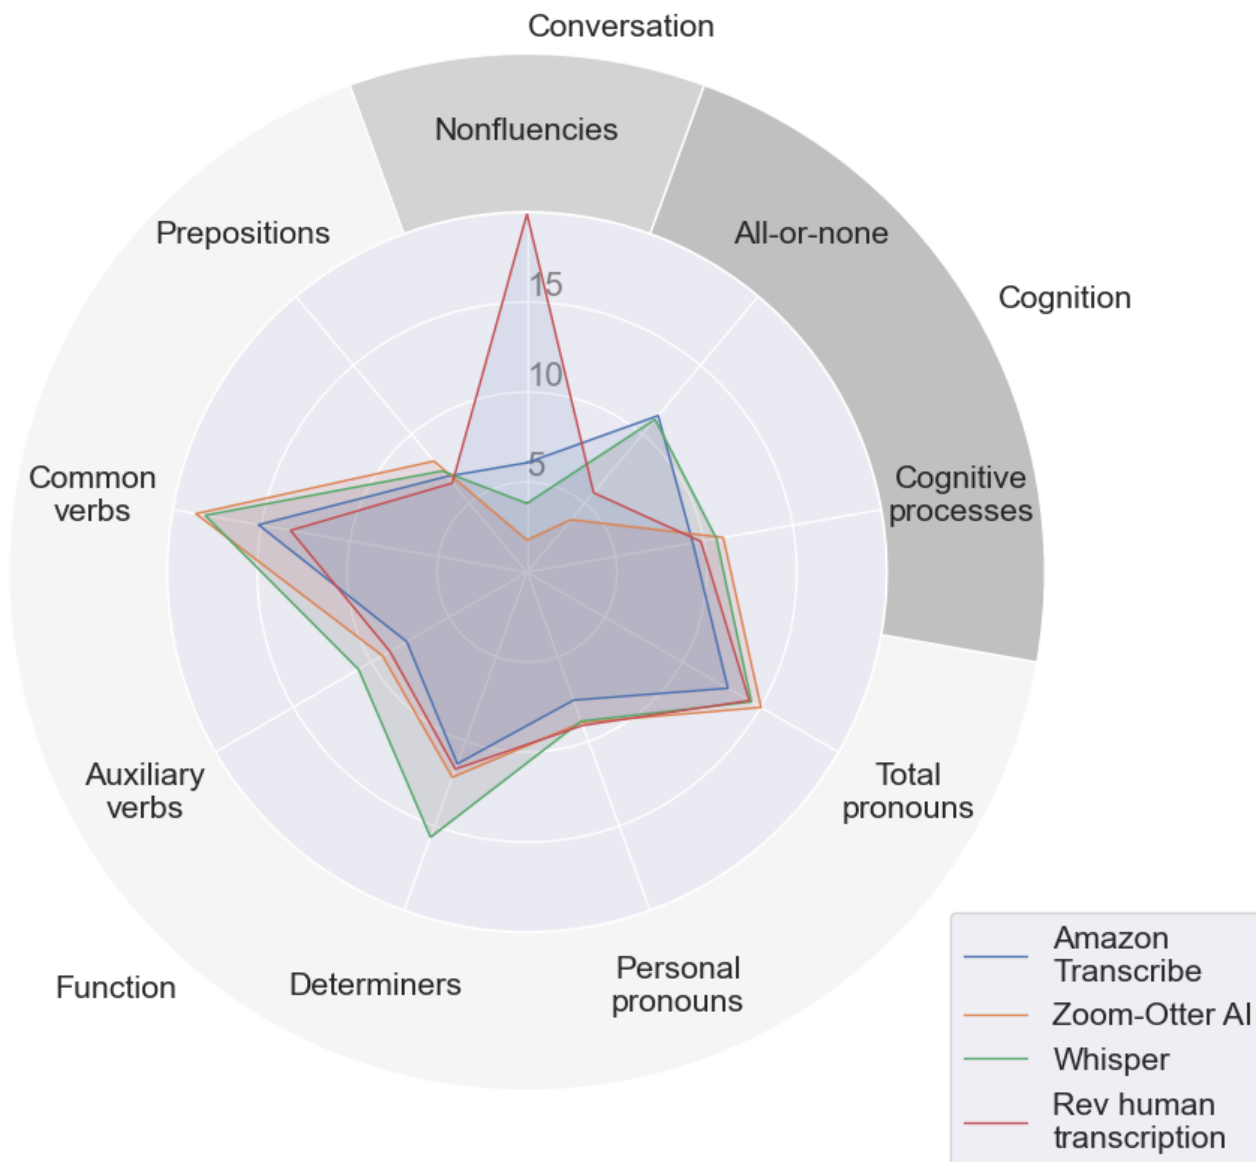 Conversation
Nonfluencies
Prepositions
All-or-none
Cognition
15
10
5
Common
verbs
Cognitive
processes
Auxiliary
verbs
Total
pronouns
Function
Determiners
Personal
pronouns
Amazon
Transcribe
Zoom-Otter AI
Whisper
Rev human
transcription